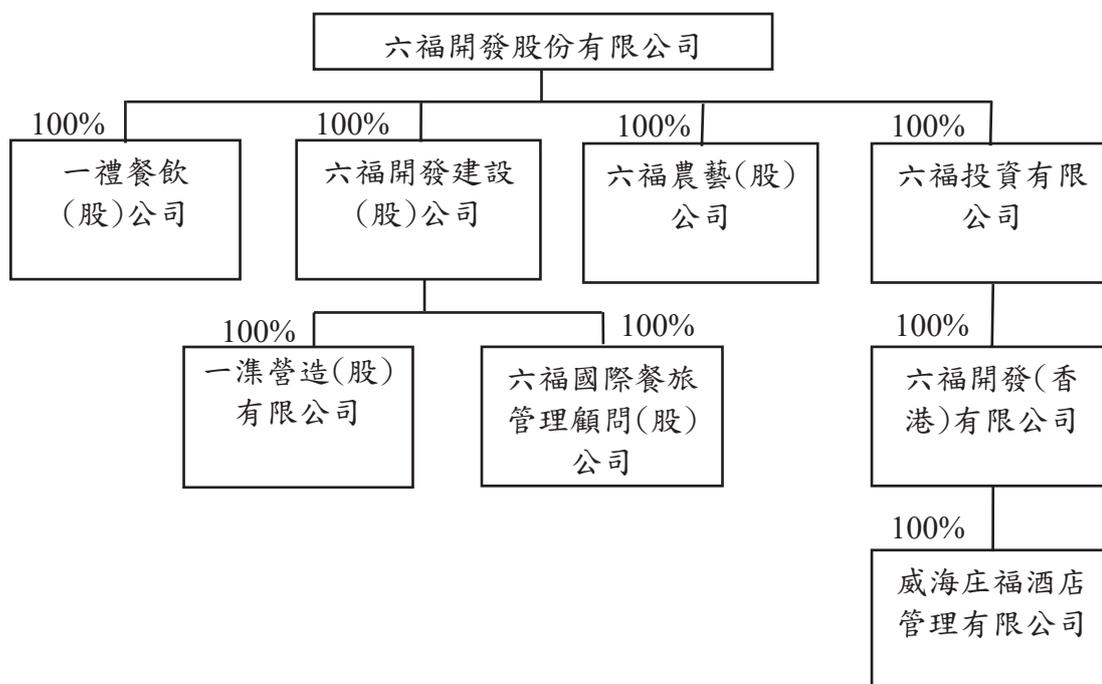 六福開發股份有限公司
100%
100%
100%
100%
一禮餐飲
(股)公司
六福開發建設
(股)公司
六福農藝(股)
公司
六福投資有限
公司
100%
100%
100%
一準營造(股)
有限公司
六福國際餐旅
管理顧問(股)
公司
六福開發(香
港)有限公司
100%
威海庄福酒店
管理有限公司